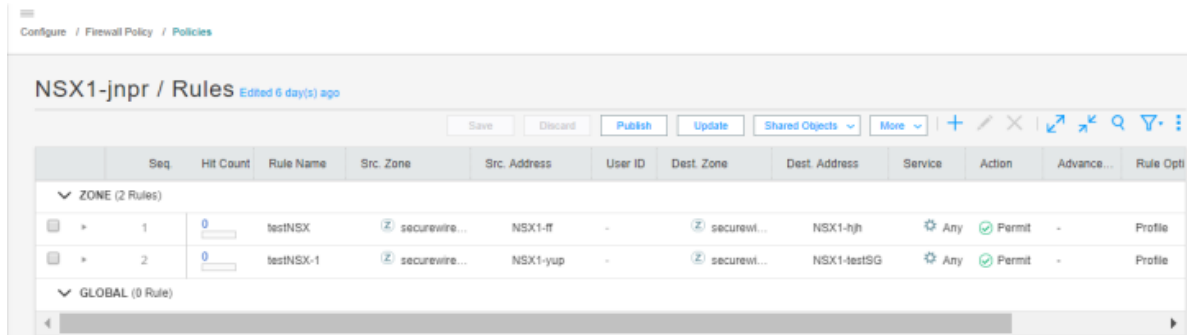 Configure / Firewall Policy / Policies
NSX1-jnpr / Rules Edited 6 day(s) ago
Save Discard Publish Update Shared Objects More
Seq. Hit Count Rule Name Src. Zone Src. Address User ID Dest. Zone Dest. Address Service Action Advance... Rule Opti
ZONE (2 Rules)
1 0 testNSX Z securewire... NSX1-ff - Z securewi... NSX1-hjh Any Permit - Profile
2 0 testNSX-1 Z securewire... NSX1-yup - Z securewi... NSX1-testSG Any Permit - Profile
GLOBAL (0 Rule)